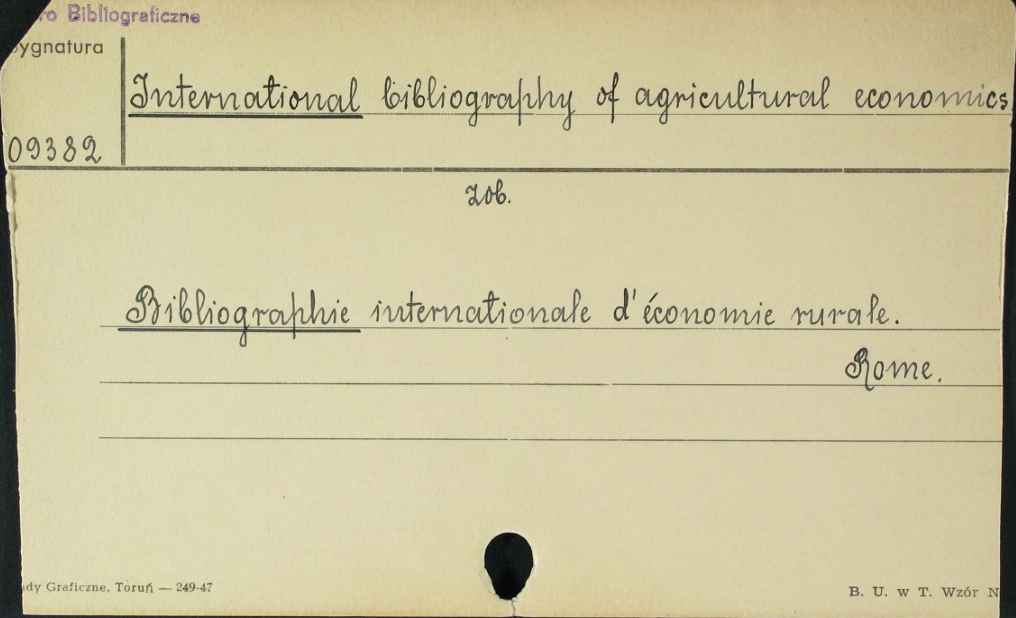 ro Bibliograficzne
ygnatura
International bibliography of agricultural economics
09382
zob.
Bibliographie internationale d'économie rurale.
Rome.
dy Graficzne, Toruń — 249-47
B. U. w T. Wzór N